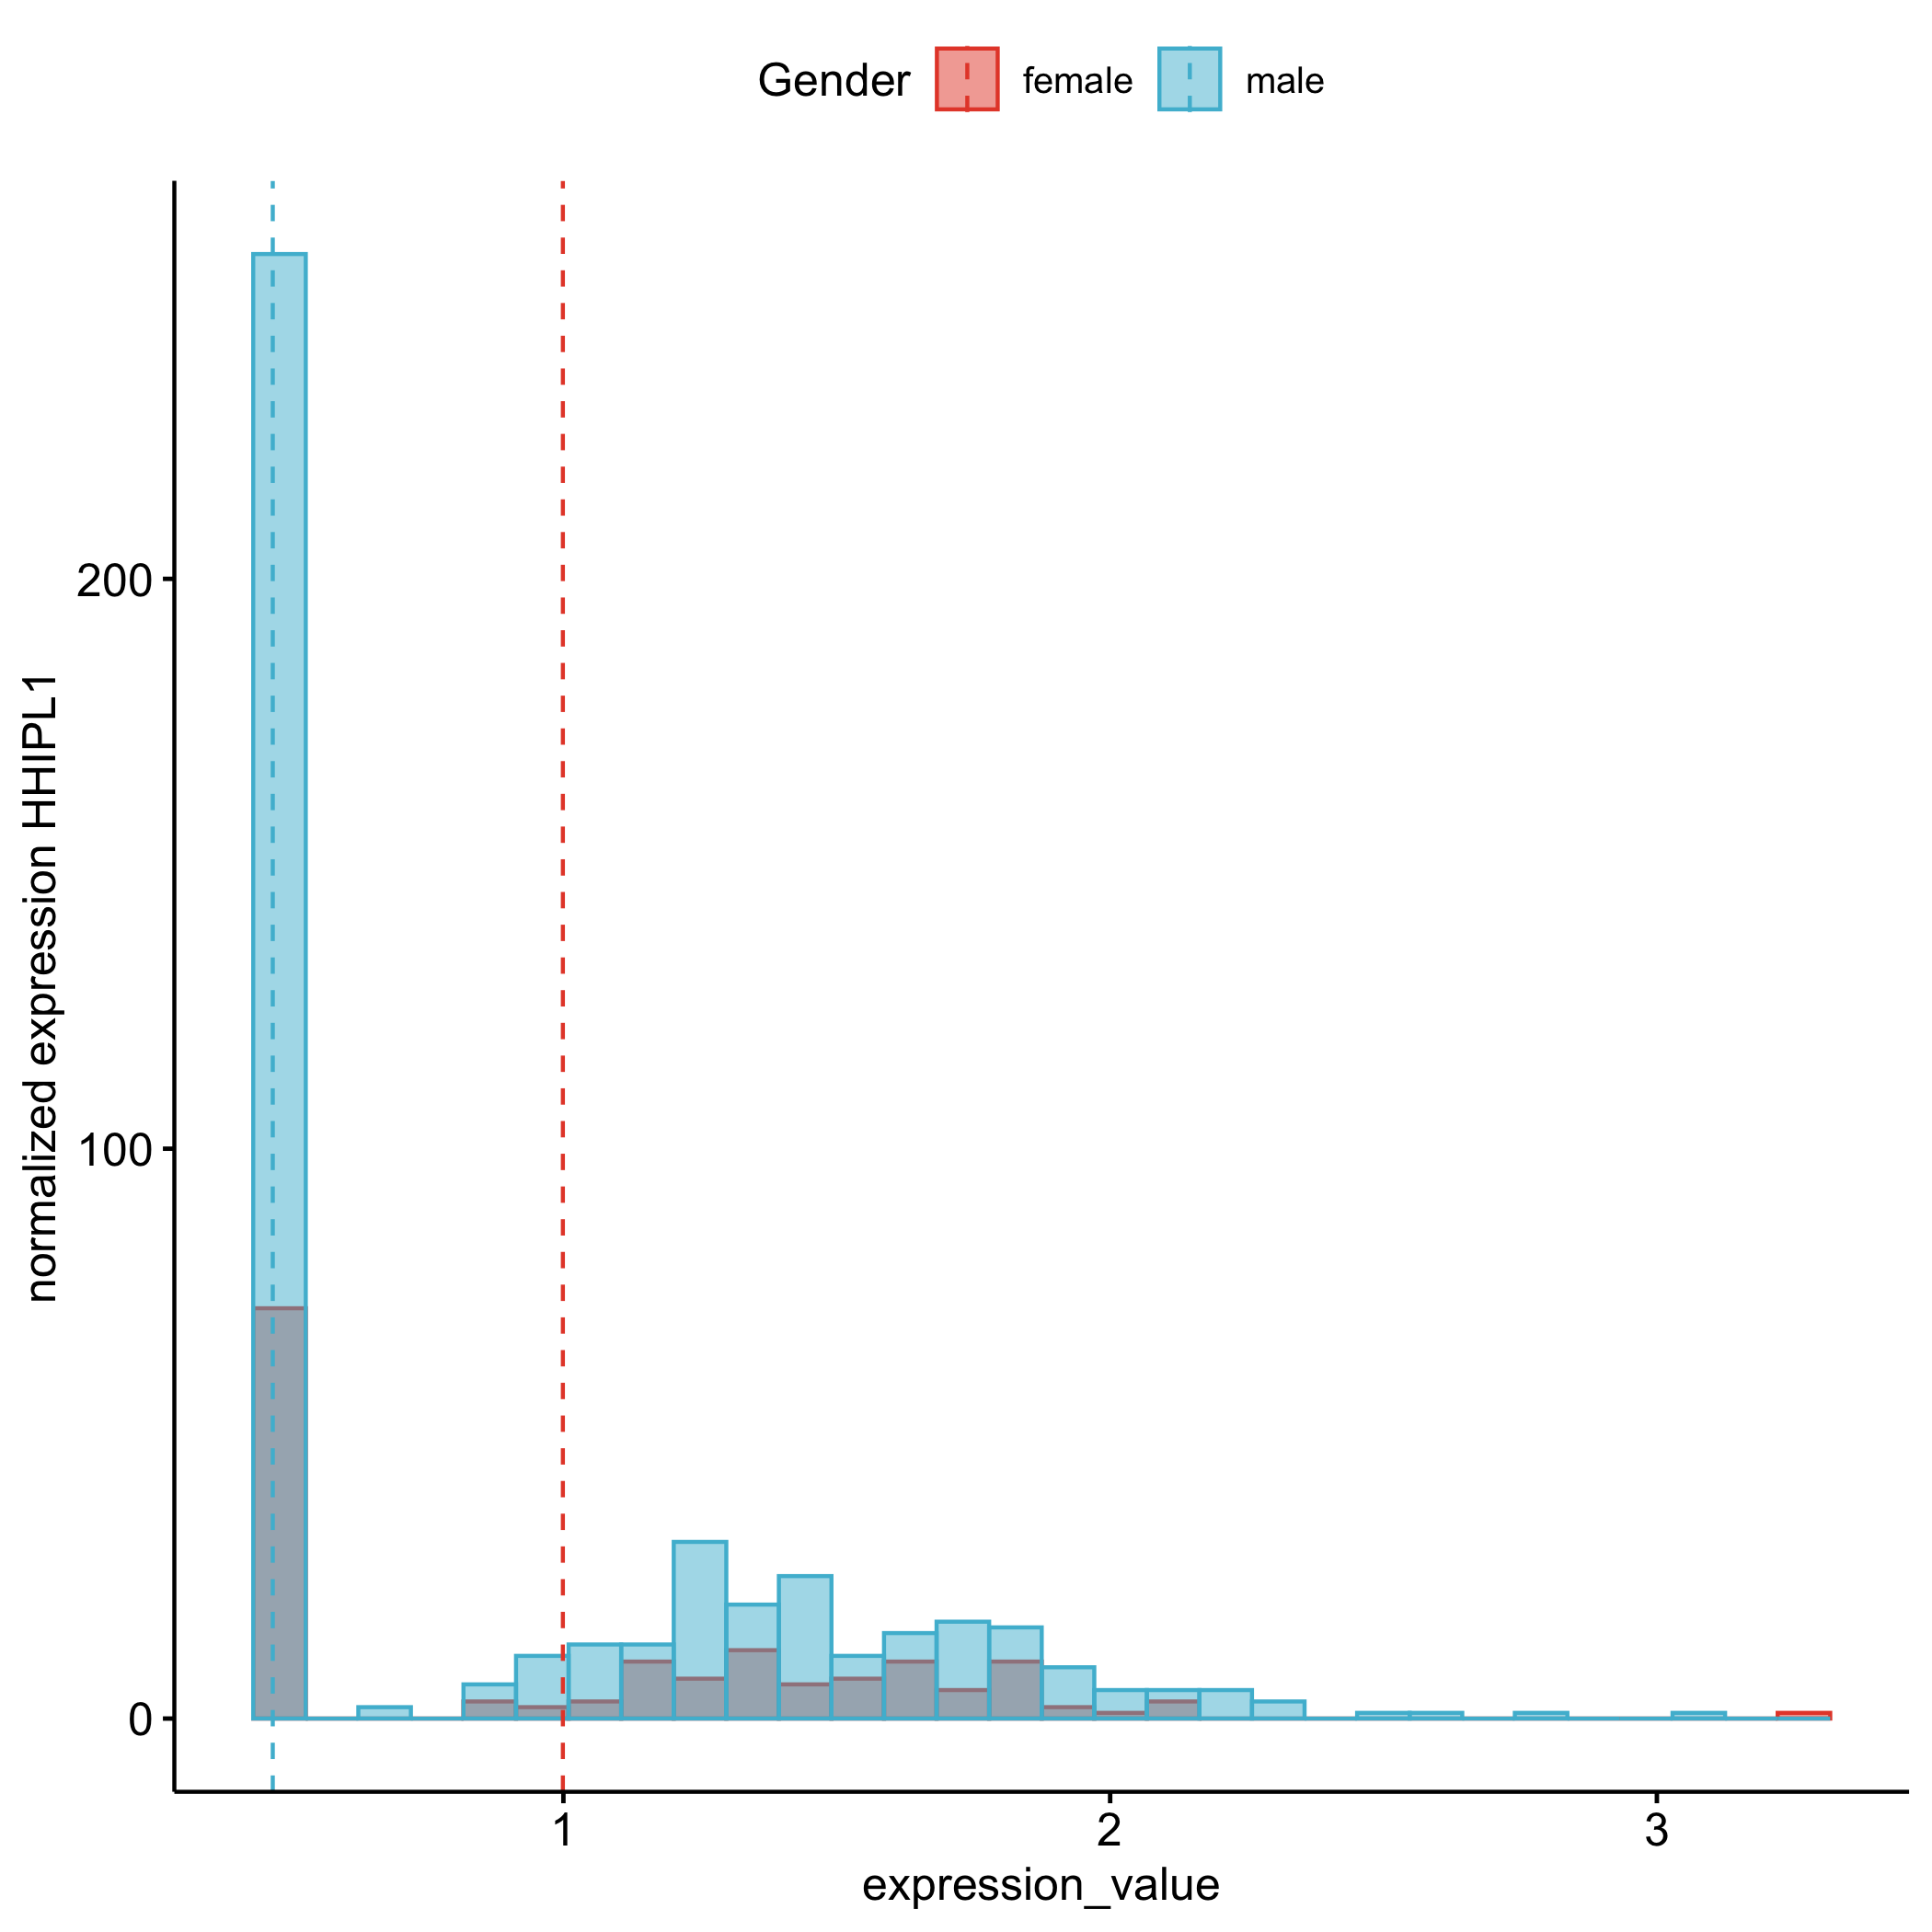 Gender female male
normalized expression HHIPL1
200
100
0
1 2 3
expression_value